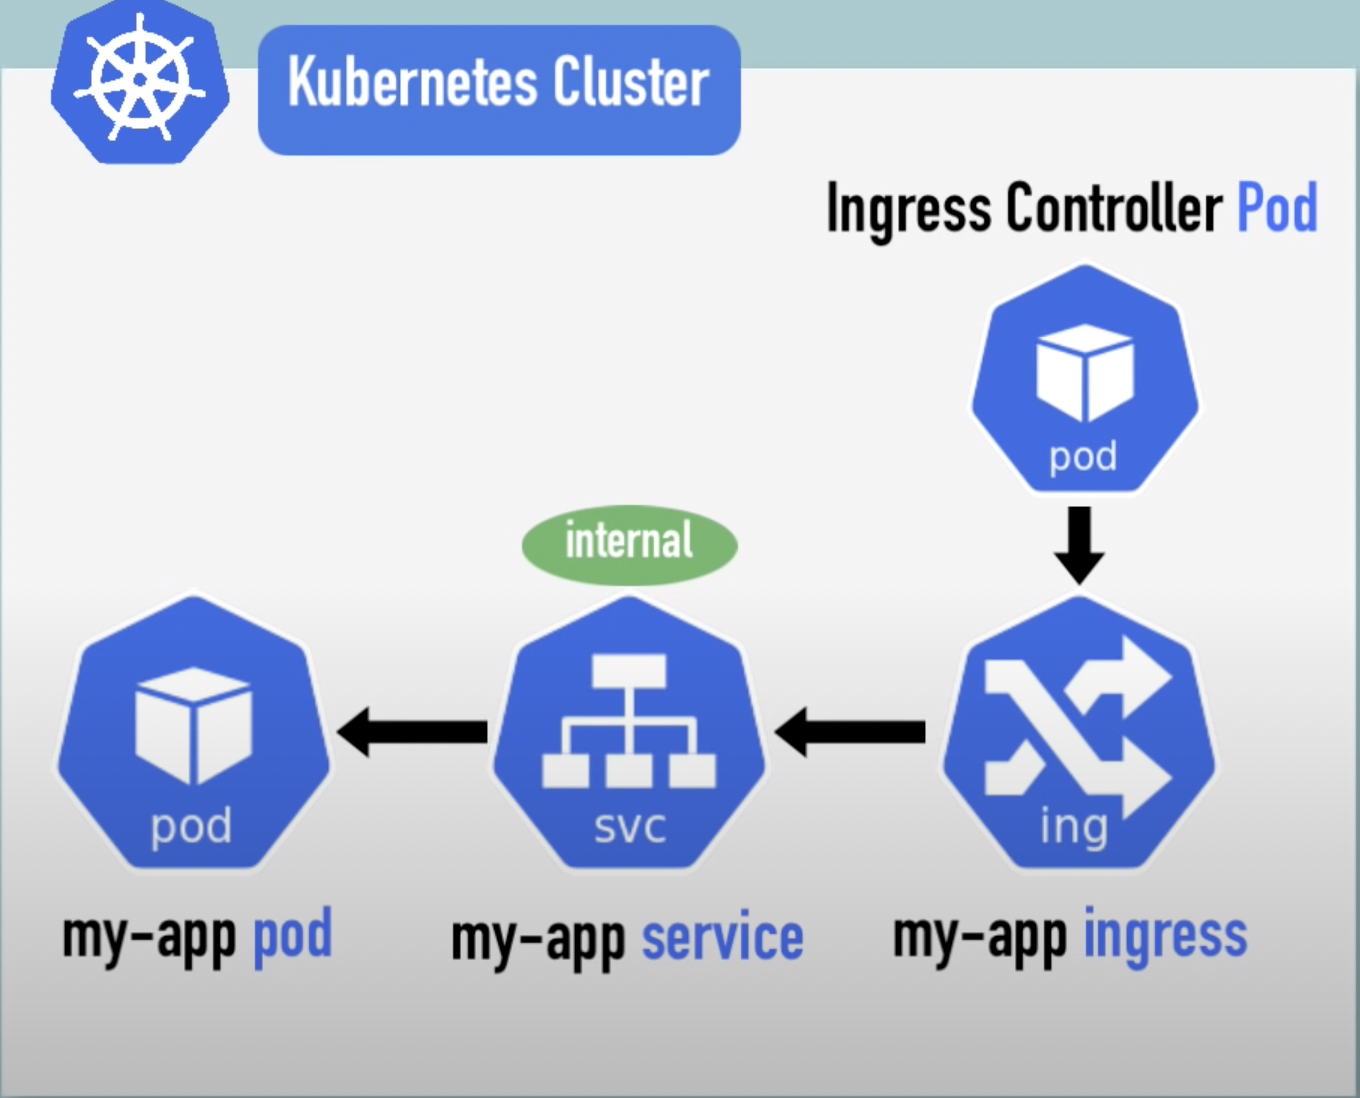 Kubernetes Cluster
Ingress Controller Pod
pod
internal
pod
svc
ing
my-app pod
my-app service
my-app ingress